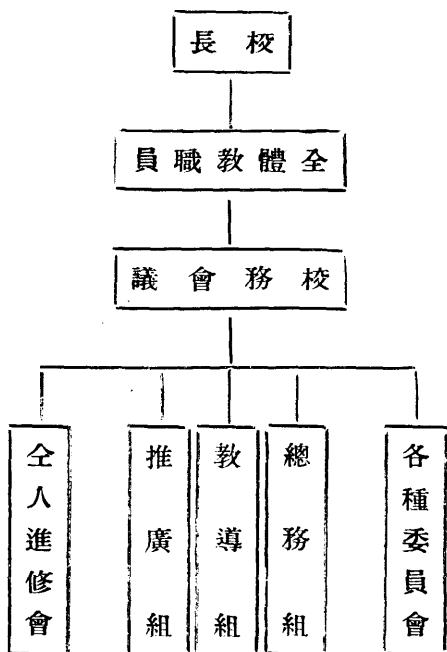 校長
全體教職員
校務會議
各種委員會
總務組
教導組
推廣組
仝人進修會